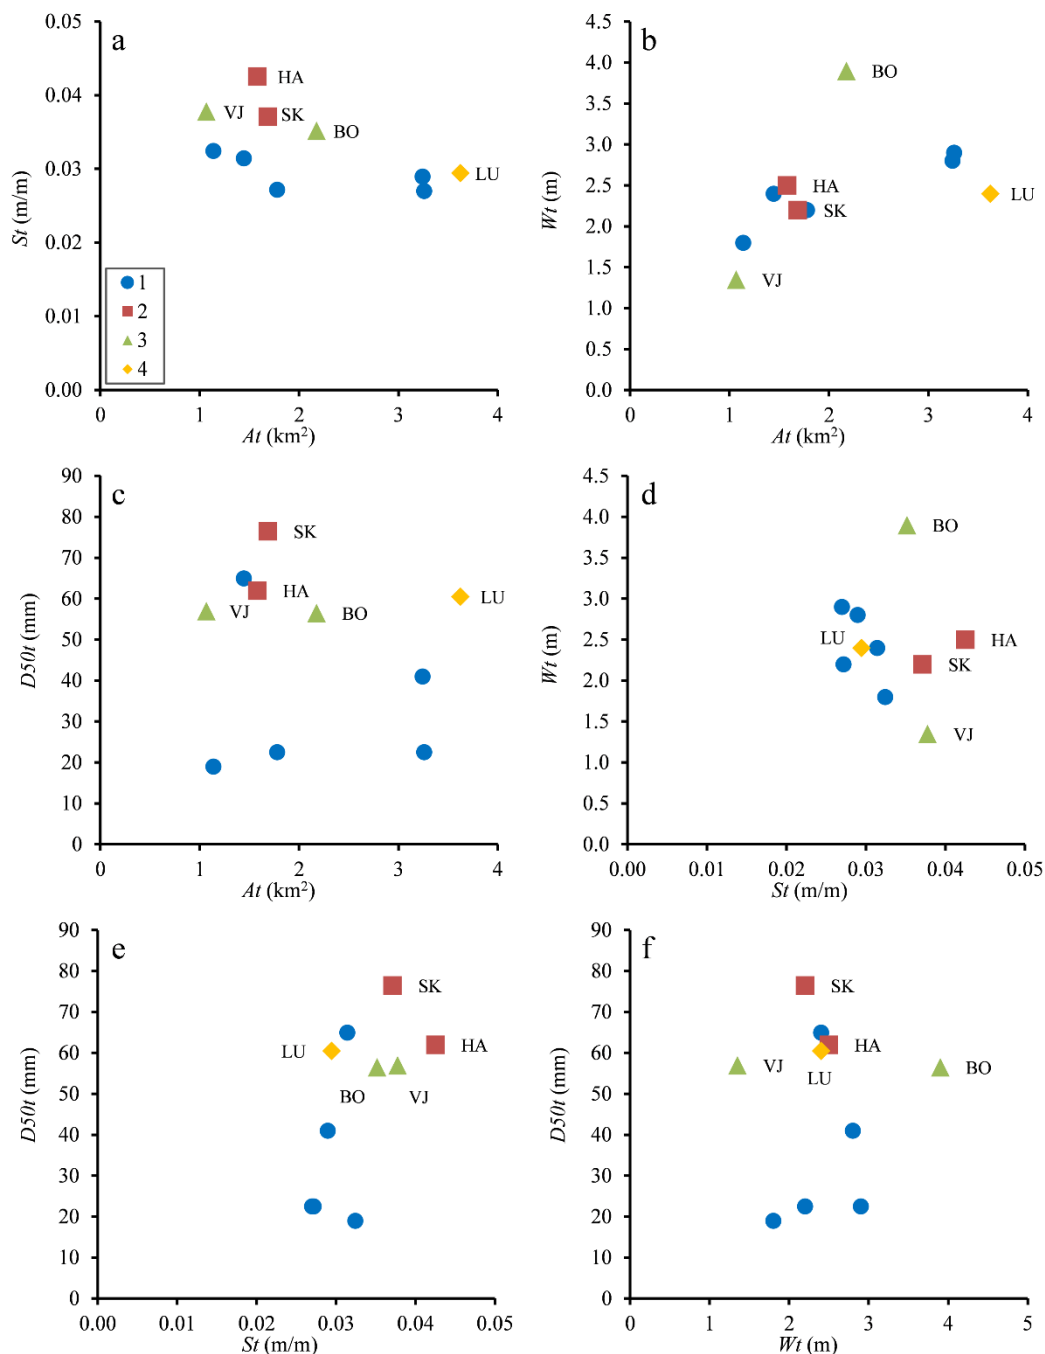 a
0.05
0.04
0.03
0.02
0.01
0.00
St (m/m)
HA
VJ
SK
BO
LU
1
2
3
4
0 1 2 3 4
At (km²)
b
4.5
4.0
3.5
3.0
2.5
2.0
1.5
1.0
0.5
0.0
Wt (m)
BO
HA
LU
SK
VJ
0 1 2 3 4
At (km²)
c
90
80
70
60
50
40
30
20
10
0
D50t (mm)
SK
HA
LU
VJ
BO
0 1 2 3 4
At (km²)
d
4.5
4.0
3.5
3.0
2.5
2.0
1.5
1.0
0.5
0.0
Wt (m)
BO
LU
HA
SK
VJ
0.00 0.01 0.02 0.03 0.04 0.05
St (m/m)
e
90
80
70
60
50
40
30
20
10
0
D50t (mm)
SK
LU
HA
BO
VJ
0.00 0.01 0.02 0.03 0.04 0.05
St (m/m)
f
90
80
70
60
50
40
30
20
10
0
D50t (mm)
SK
HA
VJ
LU
BO
0 1 2 3 4 5
Wt (m)